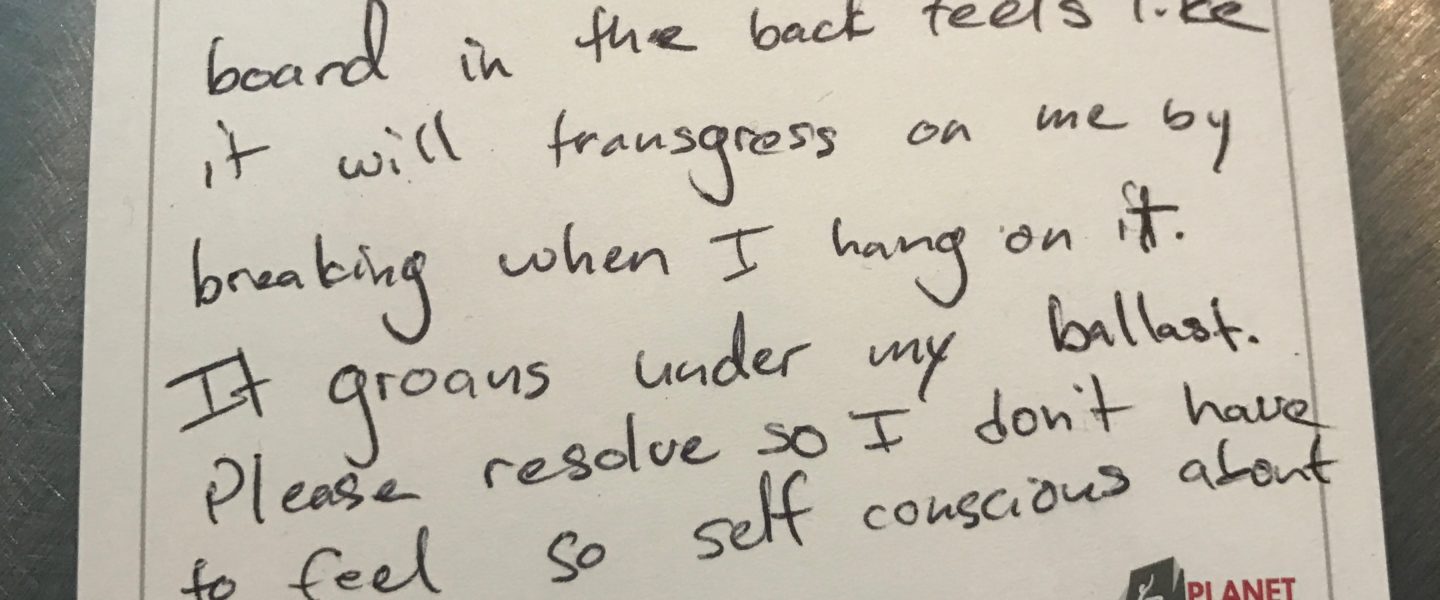 board in the back feels like
it will transgress on me by
breaking when I hang on it.
It groans under my ballast.
Please resolve so I don't have
to feel so self conscious about
PLANET